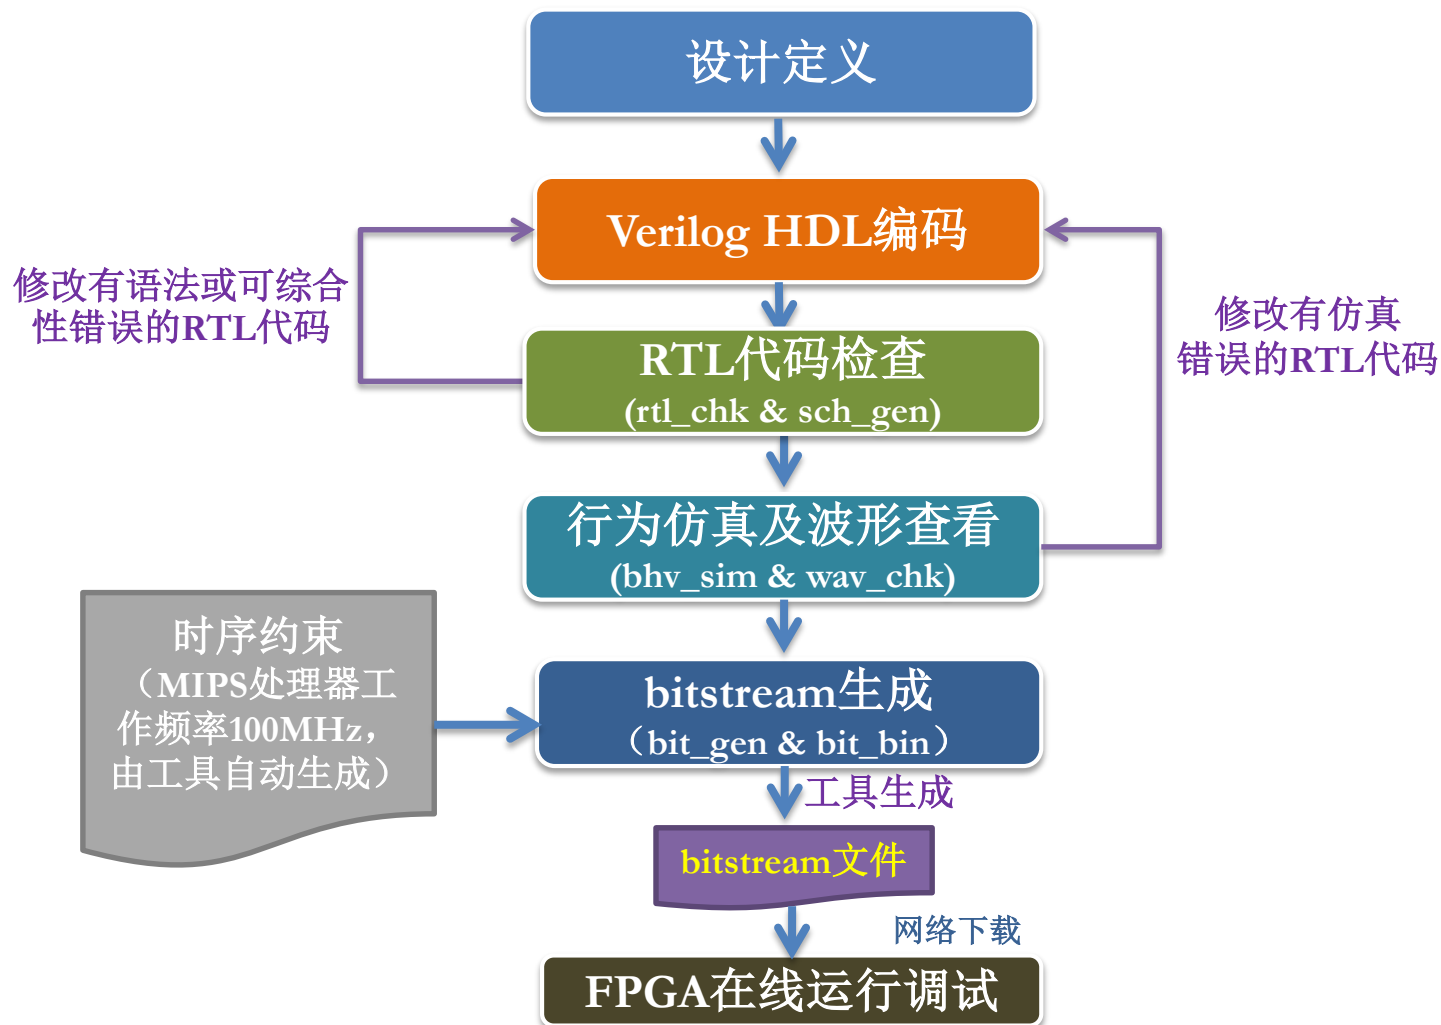 设计定义
Verilog HDL编码
修改有语法或可综合
性错误的RTL代码
修改有仿真
错误的RTL代码
RTL代码检查
(rtl_chk & sch_gen)
行为仿真及波形查看
(bhv_sim & wav_chk)
时序约束
（MIPS处理器工
作频率100MHz，
由工具自动生成）
bitstream生成
（bit_gen & bit_bin）
工具生成
bitstream文件
网络下载
FPGA在线运行调试